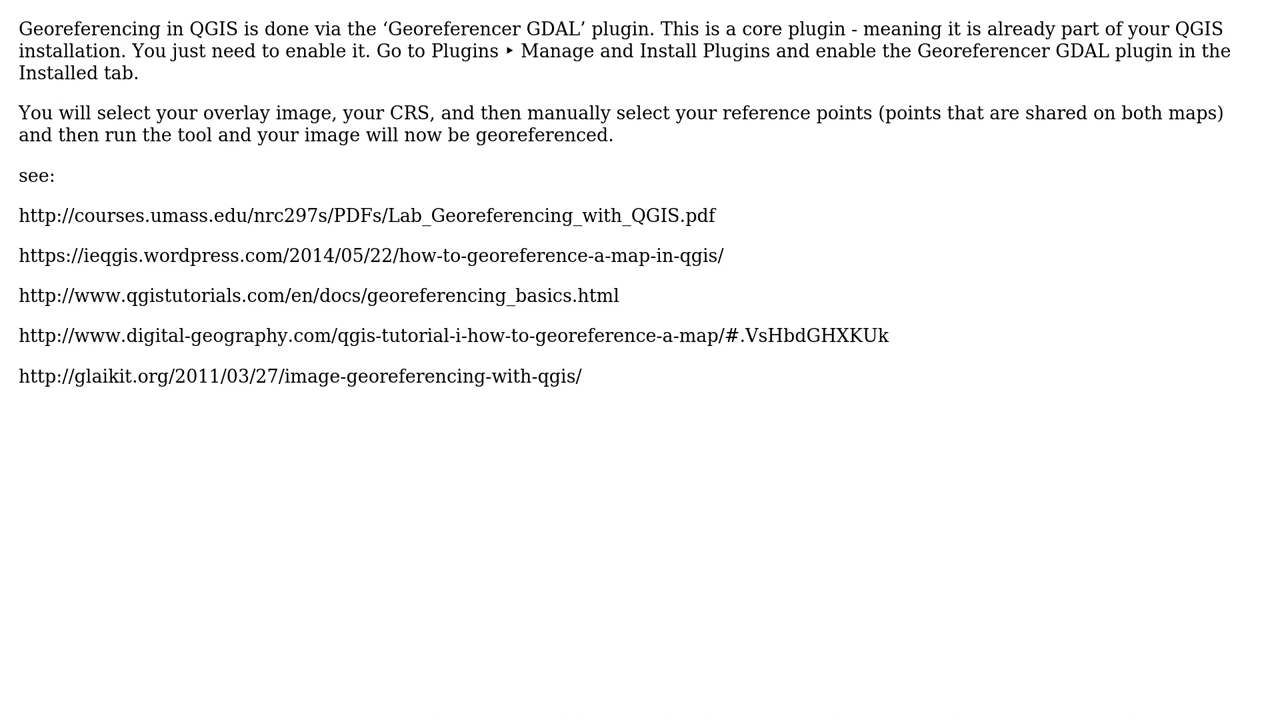 Georeferencing in QGIS is done via the ‘Georeferencer GDAL’ plugin. This is a core plugin - meaning it is already part of your QGIS
installation. You just need to enable it. Go to Plugins ‣ Manage and Install Plugins and enable the Georeferencer GDAL plugin in the
Installed tab.
You will select your overlay image, your CRS, and then manually select your reference points (points that are shared on both maps)
and then run the tool and your image will now be georeferenced.
see:
http://courses.umass.edu/nrc297s/PDFs/Lab_Georeferencing_with_QGIS.pdf
https://ieqgis.wordpress.com/2014/05/22/how-to-georeference-a-map-in-qgis/
http://www.qgistutorials.com/en/docs/georeferencing_basics.html
http://www.digital-geography.com/qgis-tutorial-i-how-to-georeference-a-map/#.VsHbdGHXKUk
http://glaikit.org/2011/03/27/image-georeferencing-with-qgis/